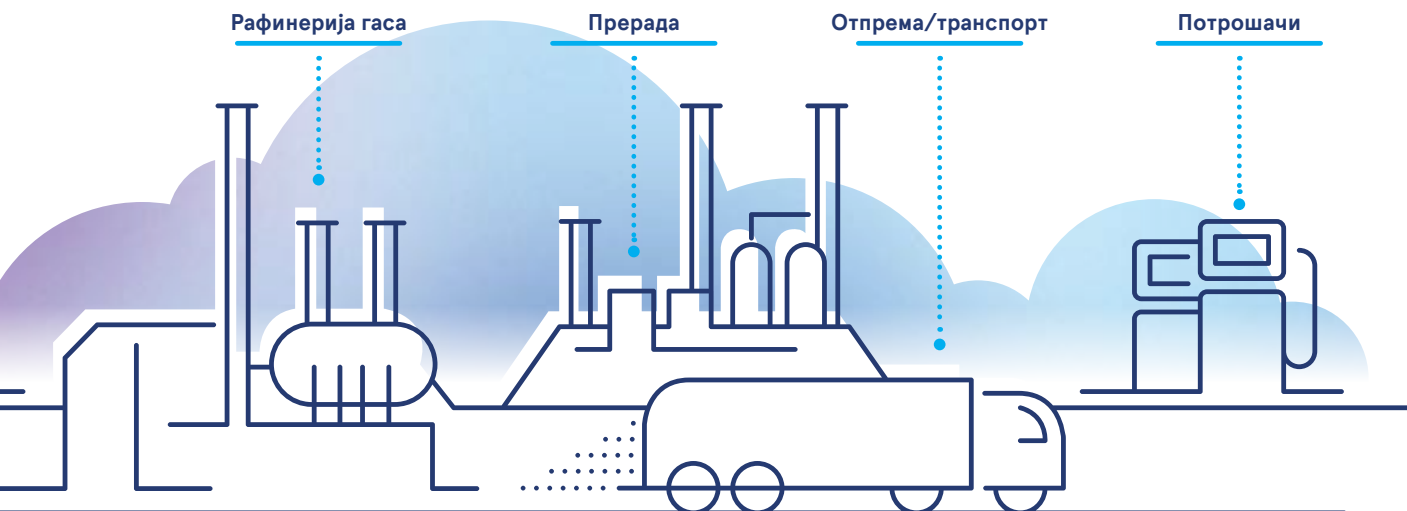 Рафинерија гаса
Прерада
Отпрема/транспорт
Потрошачи